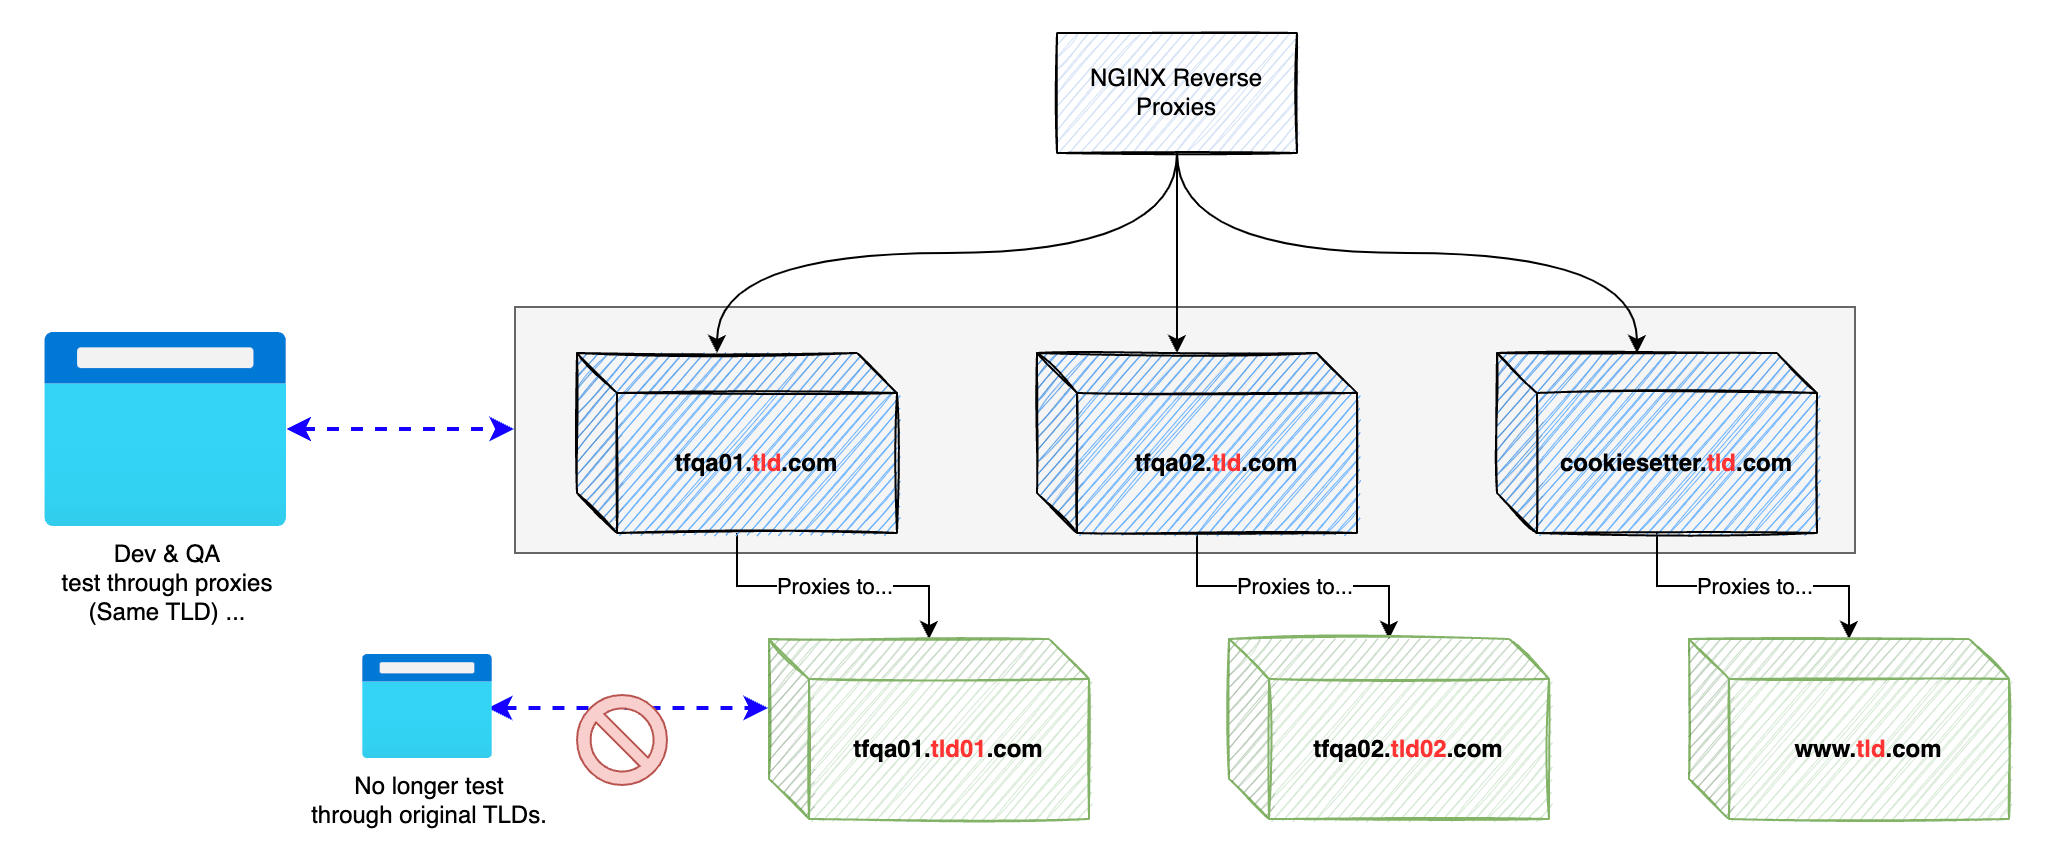 NGINX Reverse
Proxies
tfqa01.tld.com
tfqa02.tld.com
cookiesetter.tld.com
Dev & QA
test through proxies
(Same TLD) ...
Proxies to...
Proxies to...
Proxies to...
tfqa01.tld01.com
tfqa02.tld02.com
www.tld.com
No longer test
through original TLDs.